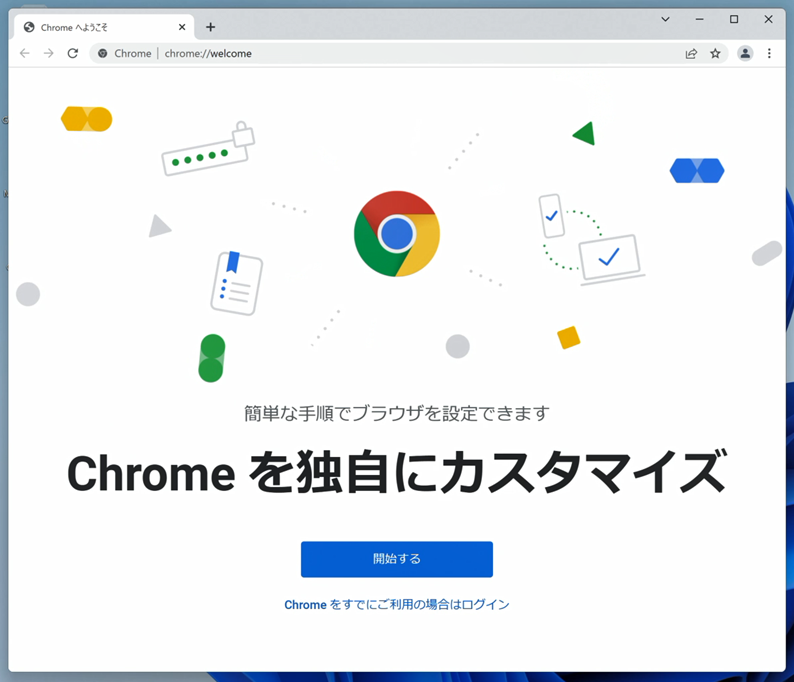 Chrome へようこそ
Chrome | chrome://welcome
簡単な手順でブラウザを設定できます
Chrome を独自にカスタマイズ
開始する
Chrome をすでにご利用の場合はログイン